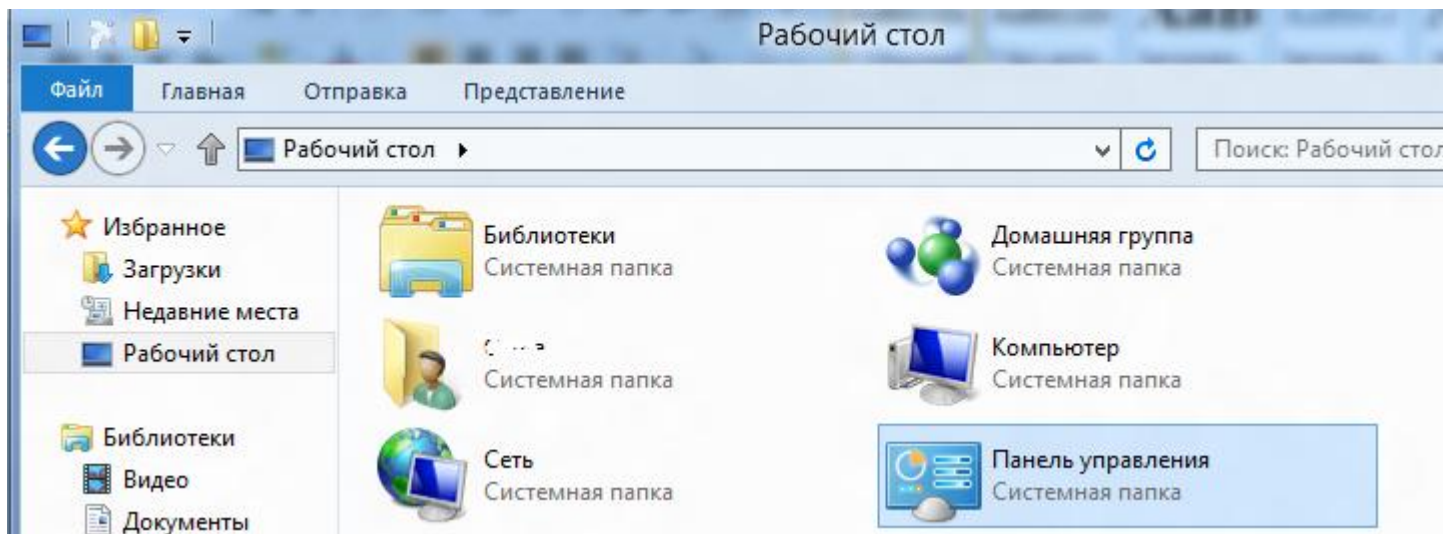 Рабочий стол
Файл Главная Отправка Представление
Рабочий стол Поиск: Рабочий стол
Избранное
Загрузки
Недавние места
Рабочий стол
Библиотеки
Видео
Документы
Библиотеки
Системная папка
Домашняя группа
Системная папка
Системная папка
Компьютер
Системная папка
Сеть
Системная папка
Панель управления
Системная папка